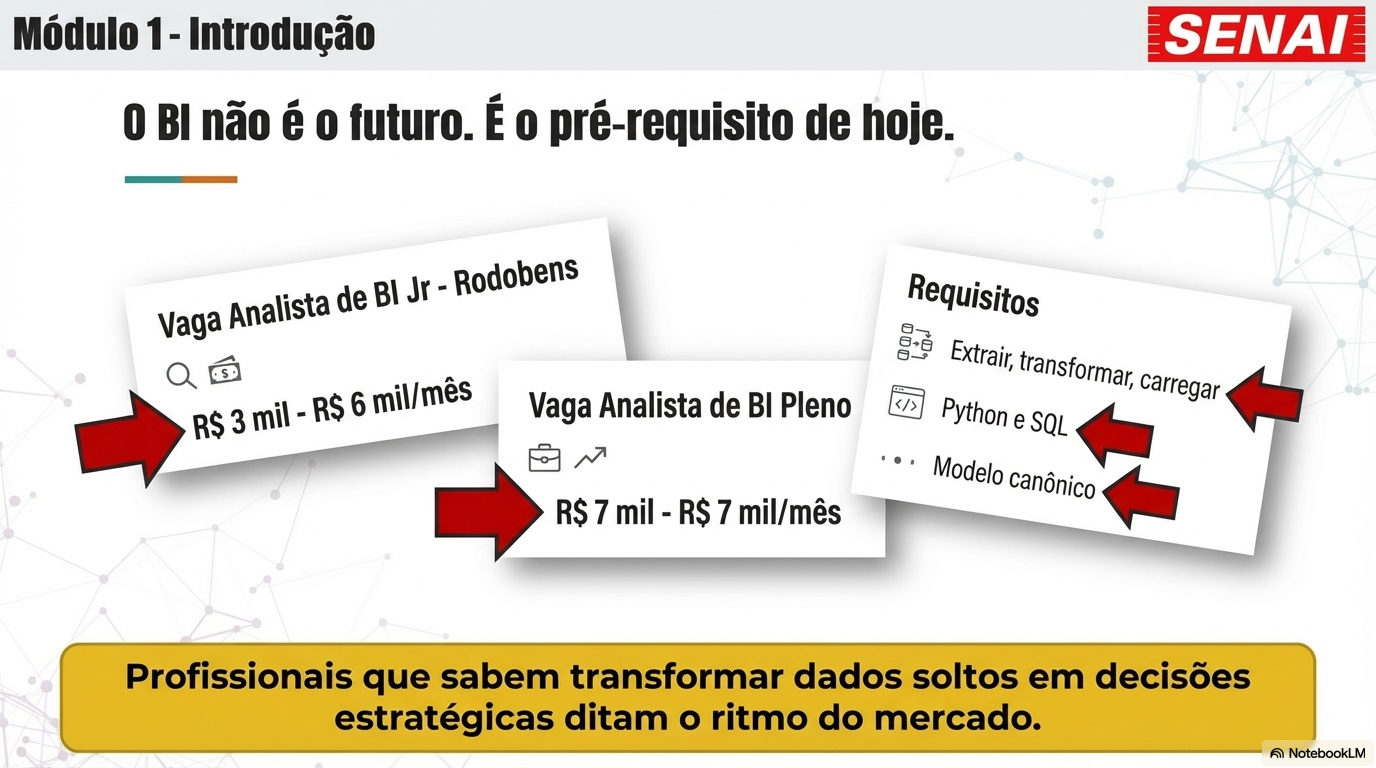 Módulo 1 - Introdução
SENAI
O BI não é o futuro. É o pré-requisito de hoje.
Vaga Analista de BI Jr - Rodobens
$
R$ 3 mil - R$ 6 mil/mês
Vaga Analista de BI Pleno
R$ 7 mil - R$ 7 mil/mês
Requisitos
Extrair, transformar, carregar
</>
Python e SQL
Modelo canônico
Profissionais que sabem transformar dados soltos em decisões
estratégicas ditam o ritmo do mercado.
NotebookLM